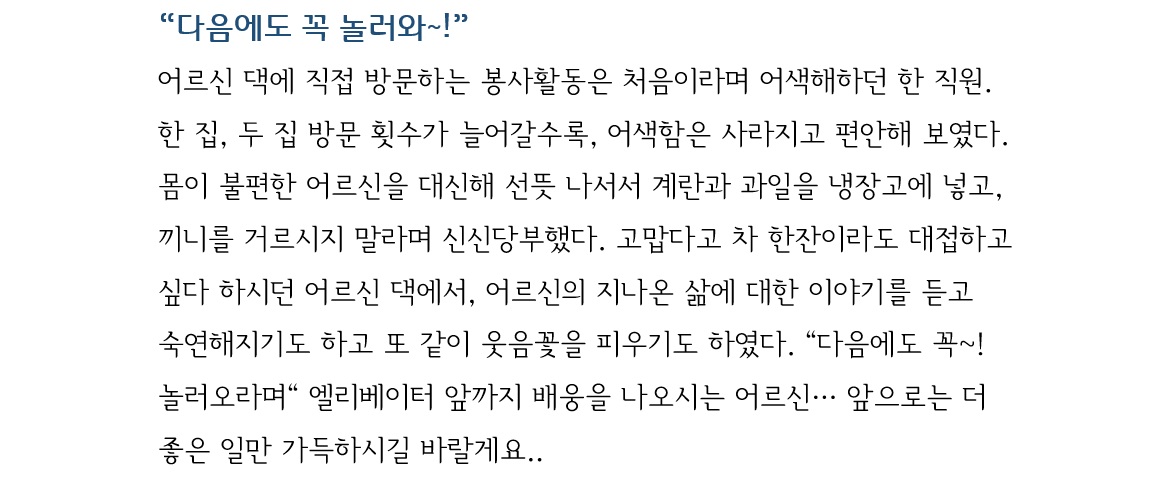 “다음에도 꼭 놀러와~!”
어르신 댁에 직접 방문하는 봉사활동은 처음이라며 어색해하던 한 직원.
한 집, 두 집 방문 횟수가 늘어갈수록, 어색함은 사라지고 편안해 보였다.
몸이 불편한 어르신을 대신해 선뜻 나서서 계란과 과일을 냉장고에 넣고,
끼니를 거르시지 말라며 신신당부했다. 고맙다고 차 한잔이라도 대접하고
싶다 하시던 어르신 댁에서, 어르신의 지나온 삶에 대한 이야기를 듣고
숙연해지기도 하고 또 같이 웃음꽃을 피우기도 하였다. “다음에도 꼭~!
놀러오라며“ 엘리베이터 앞까지 배웅을 나오시는 어르신… 앞으로는 더
좋은 일만 가득하시길 바랄게요..